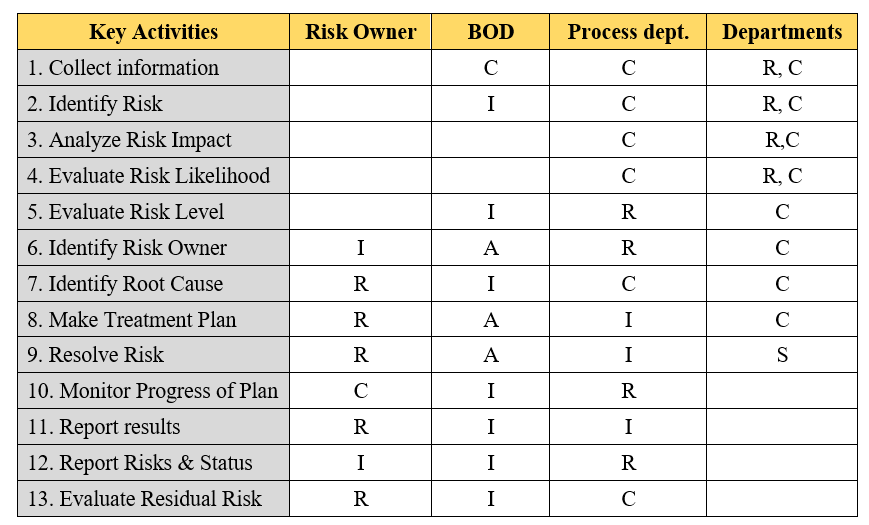 Key Activities Risk Owner BOD Process dept. Departments
1. Collect information C C R, C
2. Identify Risk I C R, C
3. Analyze Risk Impact C R,C
4. Evaluate Risk Likelihood C R, C
5. Evaluate Risk Level I R C
6. Identify Risk Owner I A R C
7. Identify Root Cause R I C C
8. Make Treatment Plan R A I C
9. Resolve Risk R A I S
10. Monitor Progress of Plan C I R
11. Report results R I I
12. Report Risks & Status I I R
13. Evaluate Residual Risk R I C